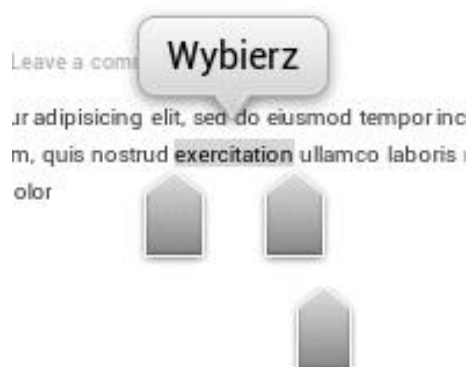 Leave a com
Wybierz
ur adipisicing elit, sed do eiusmod tempor inc
m, quis nostrud exercitation ullamco laboris
olor